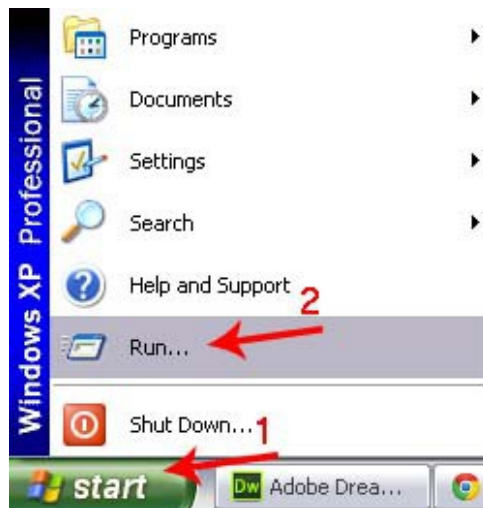 Windows XP Professional
Programs
Documents
Settings
Search
Help and Support
2
Run...
Shut Down...
1
start
Dw Adobe Drea...